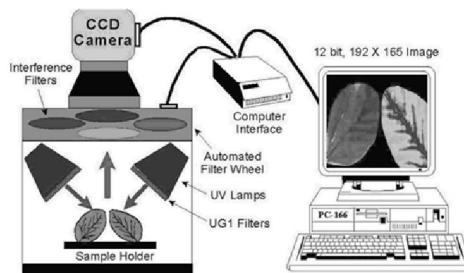 CCD
Camera
12 bit, 192 X 165 Image
Interference
Filters
Computer
Interface
Automated
Filter Wheel
UV Lamps
UG1 Filters
Sample Holder
PC-166